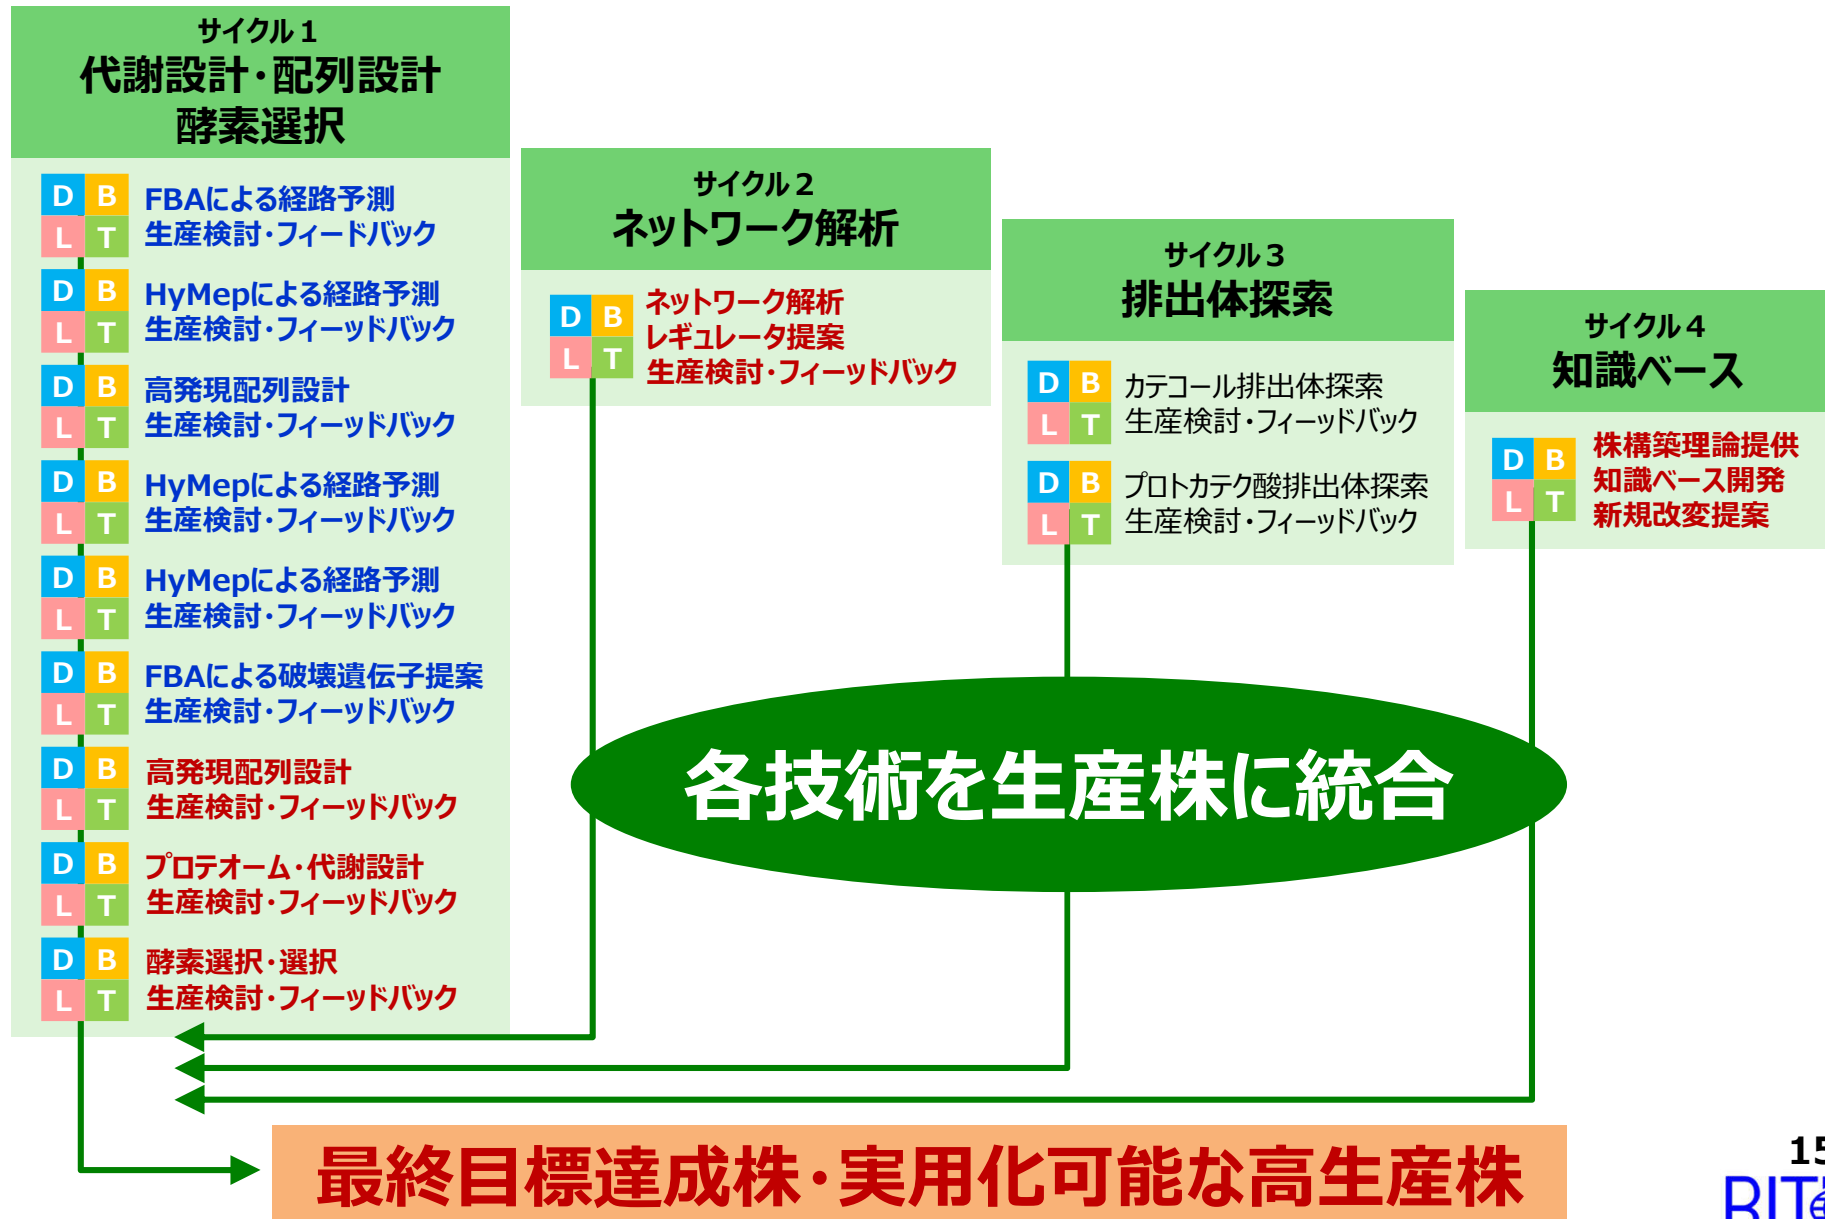 サイクル1
代謝設計・配列設計
酵素選択
D B
L T
FBAによる経路予測
生産検討・フィードバック
D B
L T
HyMepによる経路予測
生産検討・フィーッドバック
D B
L T
高発現配列設計
生産検討・フィーッドバック
D B
L T
HyMepによる経路予測
生産検討・フィーッドバック
D B
L T
HyMepによる経路予測
生産検討・フィーッドバック
D B
L T
FBAによる破壊遺伝子提案
生産検討・フィーッドバック
D B
L T
高発現配列設計
生産検討・フィーッドバック
D B
L T
プロテオーム・代謝設計
生産検討・フィーッドバック
D B
L T
酵素選択・選択
生産検討・フィーッドバック
サイクル2
ネットワーク解析
D B
L T
ネットワーク解析
レギュレータ提案
生産検討・フィーッドバック
サイクル3
排出体探索
D B
L T
カテコール排出体探索
生産検討・フィーッドバック
D B
L T
プロトカテク酸排出体探索
生産検討・フィーッドバック
サイクル4
知識ベース
D B
L T
株構築理論提供
知識ベース開発
新規改変提案
各技術を生産株に統合
最終目標達成株・実用化可能な高生産株
15